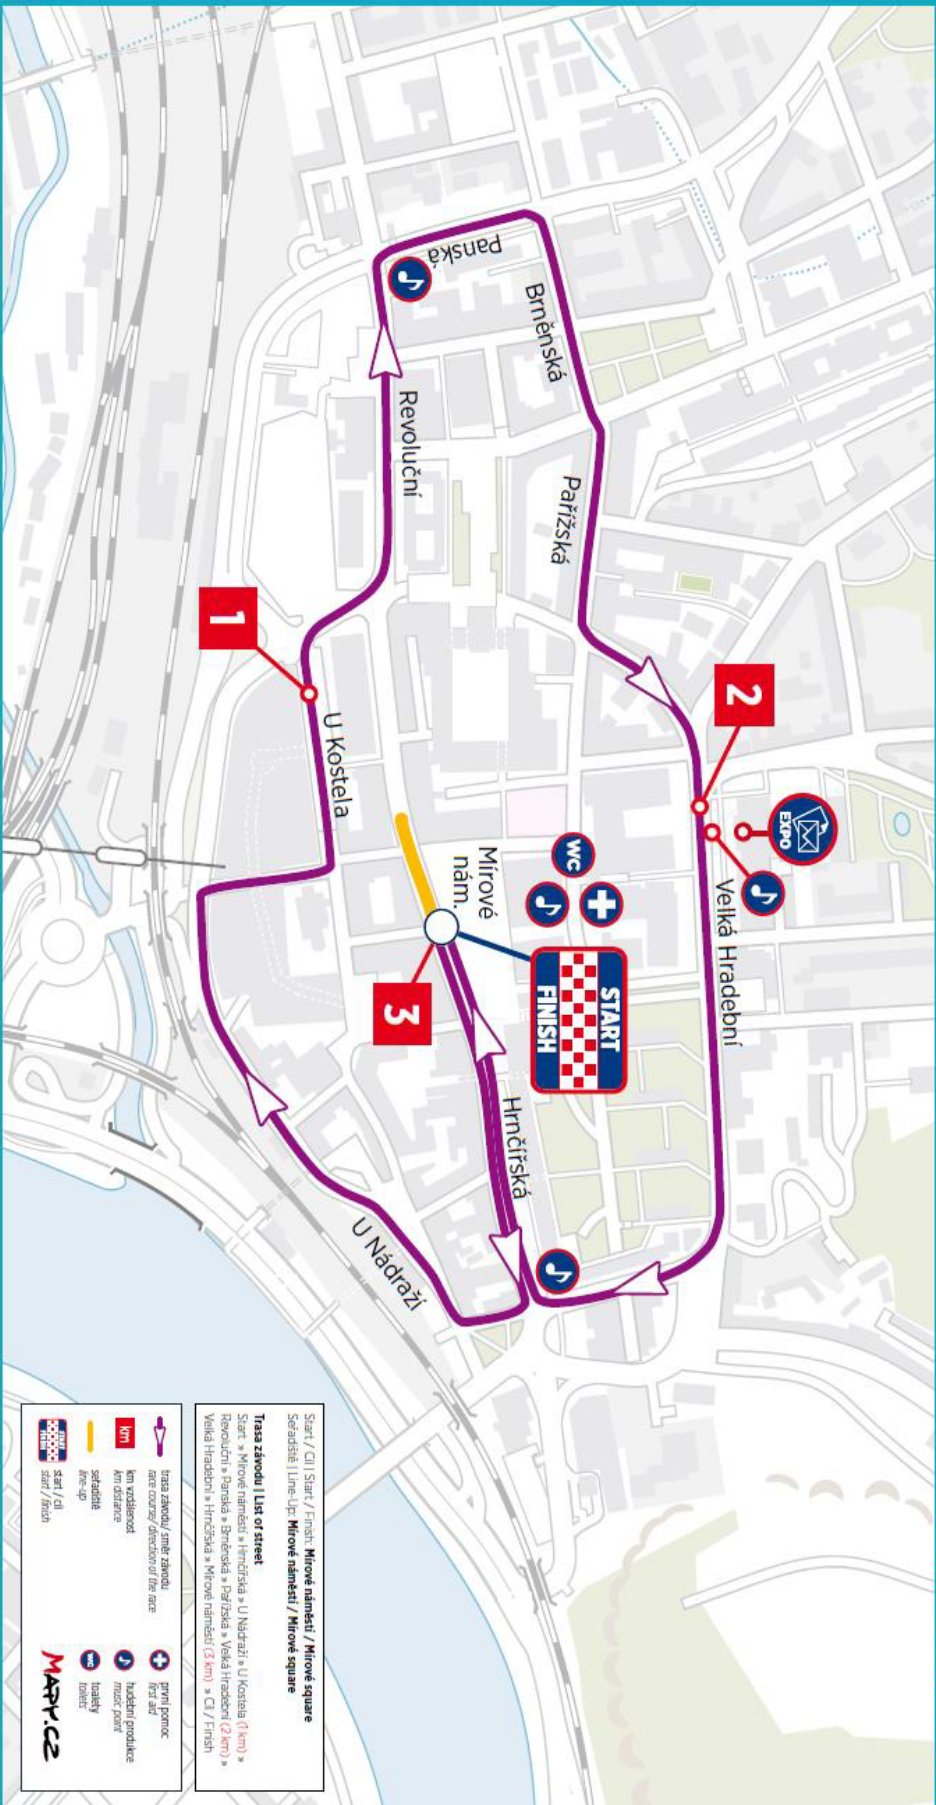 Panská
Brněnská
Revoluční
Pařížská
1
2
U Kostela
EXPO
Velká Hradební
Mírové
nám.
WC
START
FINISH
3
Hrnčířská
U Nádraží
Start / Cíl | Start / Finish: Mírové náměstí / Mírové square
Seřadiště | Line-Up: Mírové náměstí / Mírové square
Trasa závodu | List of street
Start » Mírové náměstí » Hrnčířská » U Nádraží » U Kostela (1 km) »
Revoluční » Panská » Brněnská » Pařížská » Velká Hradební (2 km) »
Velká Hradební » Hrnčířská » Mírové náměstí (3 km) » Cíl / Finish
trasa závodu/ směr závodu
race course/ direction of the race
km
km vzdálenost
km distance
seřadiště
line-up
START
FINISH
start / cíl
start / finish
první pomoc
first aid
hudební produkce
music point
WC
toalety
toilets
MAPY.CZ